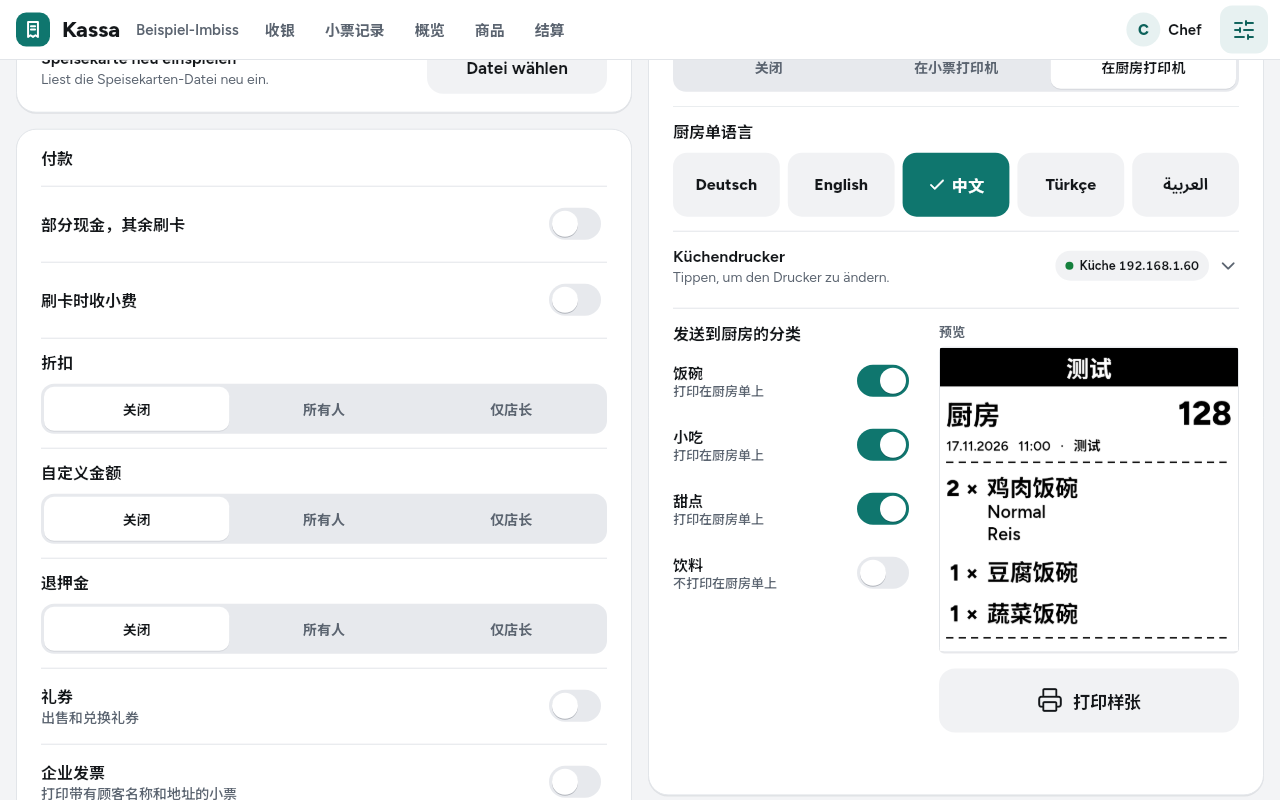 Kassa
Beispiel-Imbiss
收银
小票记录
概览
商品
结算
C
Chef
Speisekarte neu einspielen
Liest die Speisekarten-Datei neu ein.
Datei wählen
付款
部分现金，其余刷卡
刷卡时收小费
折扣
关闭
所有人
仅店长
自定义金额
关闭
所有人
仅店长
退押金
关闭
所有人
仅店长
礼券
出售和兑换礼券
企业发票
打印带有顾客名称和地址的小票
关闭
在小票打印机
在厨房打印机
厨房单语言
Deutsch
English
中文
Türkçe
العربية
Küchendrucker
Tippen, um den Drucker zu ändern.
Küche 192.168.1.60
发送到厨房的分类
饭碗
打印在厨房单上
小吃
打印在厨房单上
甜点
打印在厨房单上
饮料
不打印在厨房单上
预览
测试
厨房 128
17.11.2026 11:00 · 测试
2 × 鸡肉饭碗
Normal
Reis
1 × 豆腐饭碗
1 × 蔬菜饭碗
打印样张